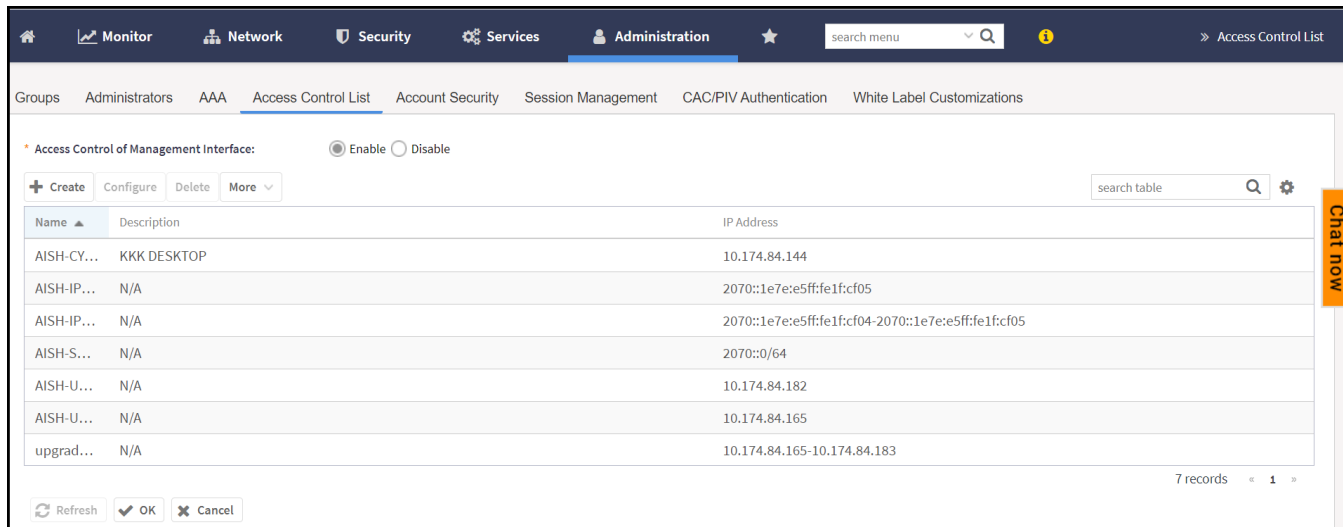 Monitor Network Security Services Administration search menu Access Control List
Groups Administrators AAA Access Control List Account Security Session Management CAC/PIV Authentication White Label Customizations
* Access Control of Management Interface: Enable Disable
Create Configure Delete More search table
Name Description IP Address
AISH-CY... KKK DESKTOP 10.174.84.144
AISH-IP... N/A 2070::1e7e:e5ff:fe1f:cf05
AISH-IP... N/A 2070::1e7e:e5ff:fe1f:cf04-2070::1e7e:e5ff:fe1f:cf05
AISH-S... N/A 2070::0/64
AISH-U... N/A 10.174.84.182
AISH-U... N/A 10.174.84.165
upgrad... N/A 10.174.84.165-10.174.84.183
7 records « 1 »
Refresh OK Cancel
Chat now